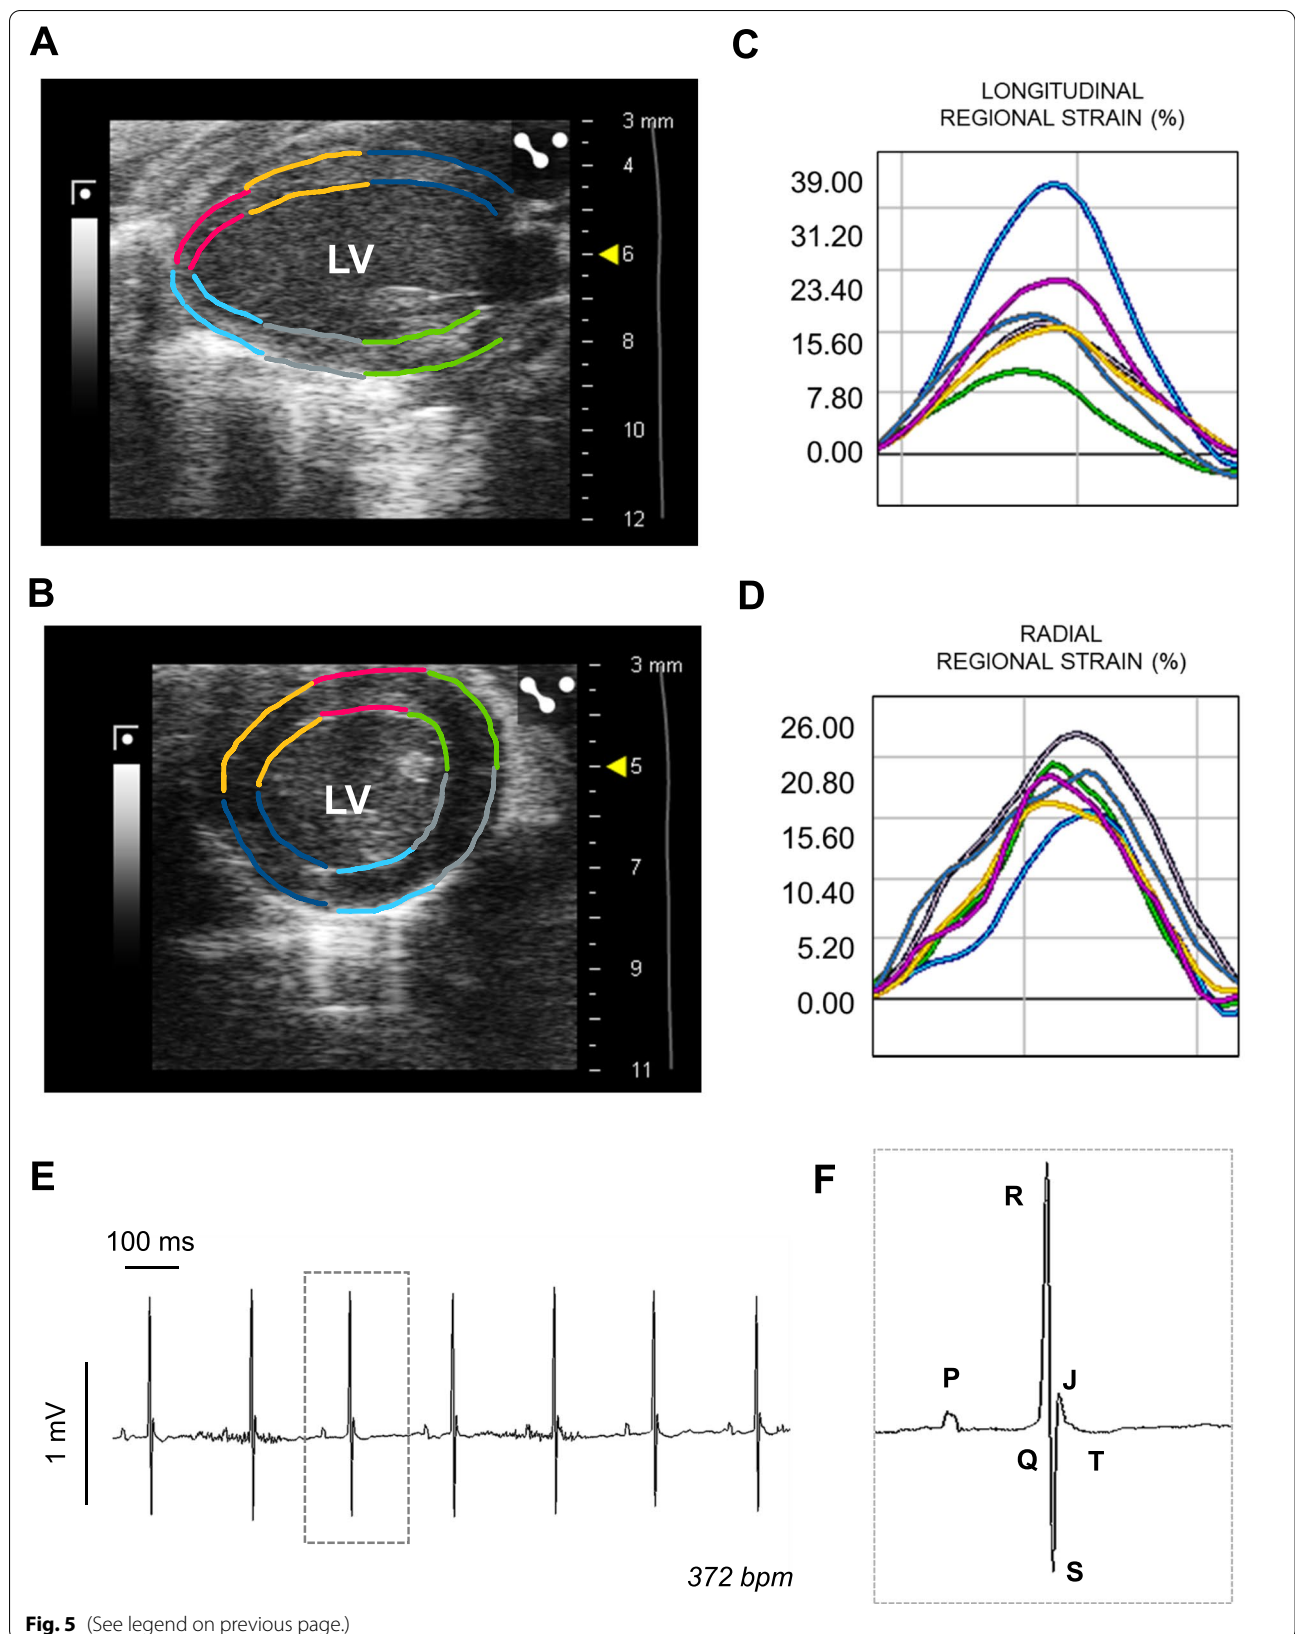 A
3 mm
4
6
8
10
12
LV
C
LONGITUDINAL
REGIONAL STRAIN (%)
39.00
31.20
23.40
15.60
7.80
0.00
B
3 mm
5
7
9
11
LV
D
RADIAL
REGIONAL STRAIN (%)
26.00
20.80
15.60
10.40
5.20
0.00
E
100 ms
1 mV
372 bpm
F
R
P
J
Q
T
S
Fig. 5 (See legend on previous page.)